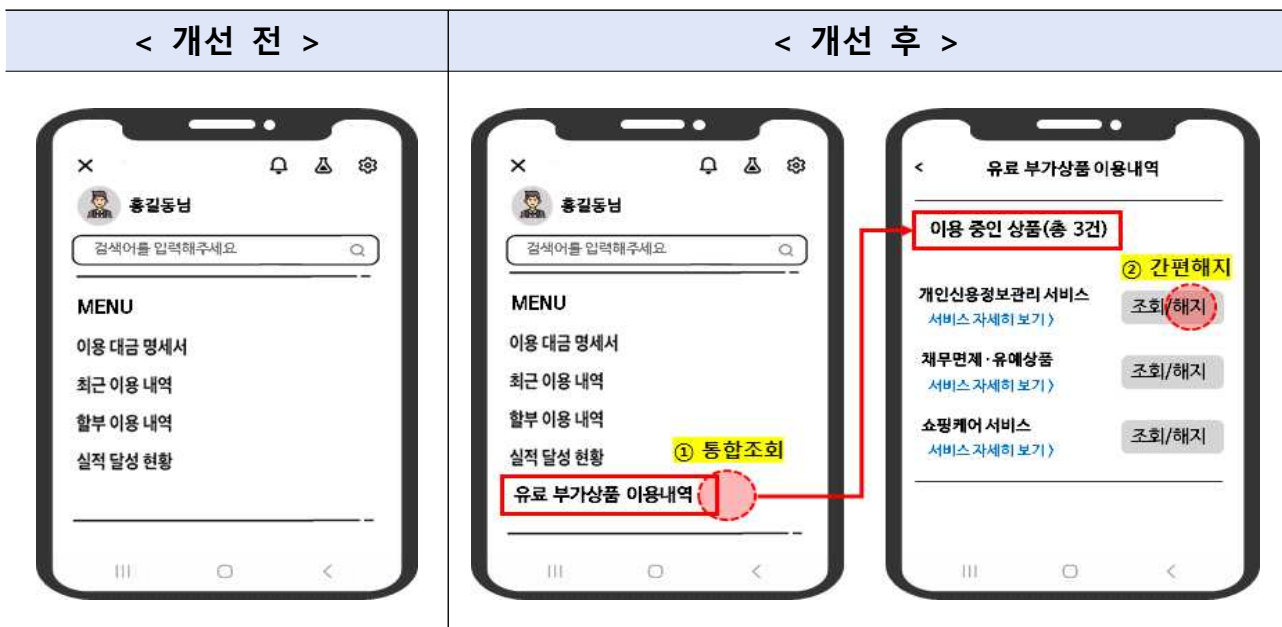 < 개선 전 >
< 개선 후 >
홍길동님
검색어를 입력해주세요
MENU
이용 대금 명세서
최근 이용 내역
할부 이용 내역
실적 달성 현황
홍길동님
검색어를 입력해주세요
MENU
이용 대금 명세서
최근 이용 내역
할부 이용 내역
실적 달성 현황
① 통합조회
유료 부가상품 이용내역
< 유료 부가상품 이용내역
이용 중인 상품(총 3건)
② 간편해지
개인신용정보관리 서비스
조회/해지
서비스 자세히 보기 〉
채무면제·유예상품
조회/해지
서비스 자세히 보기 〉
쇼핑케어 서비스
조회/해지
서비스 자세히 보기 〉